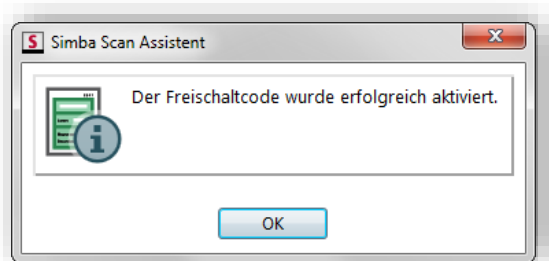 S Simba Scan Assistent
Der Freischaltcode wurde erfolgreich aktiviert.
i
OK